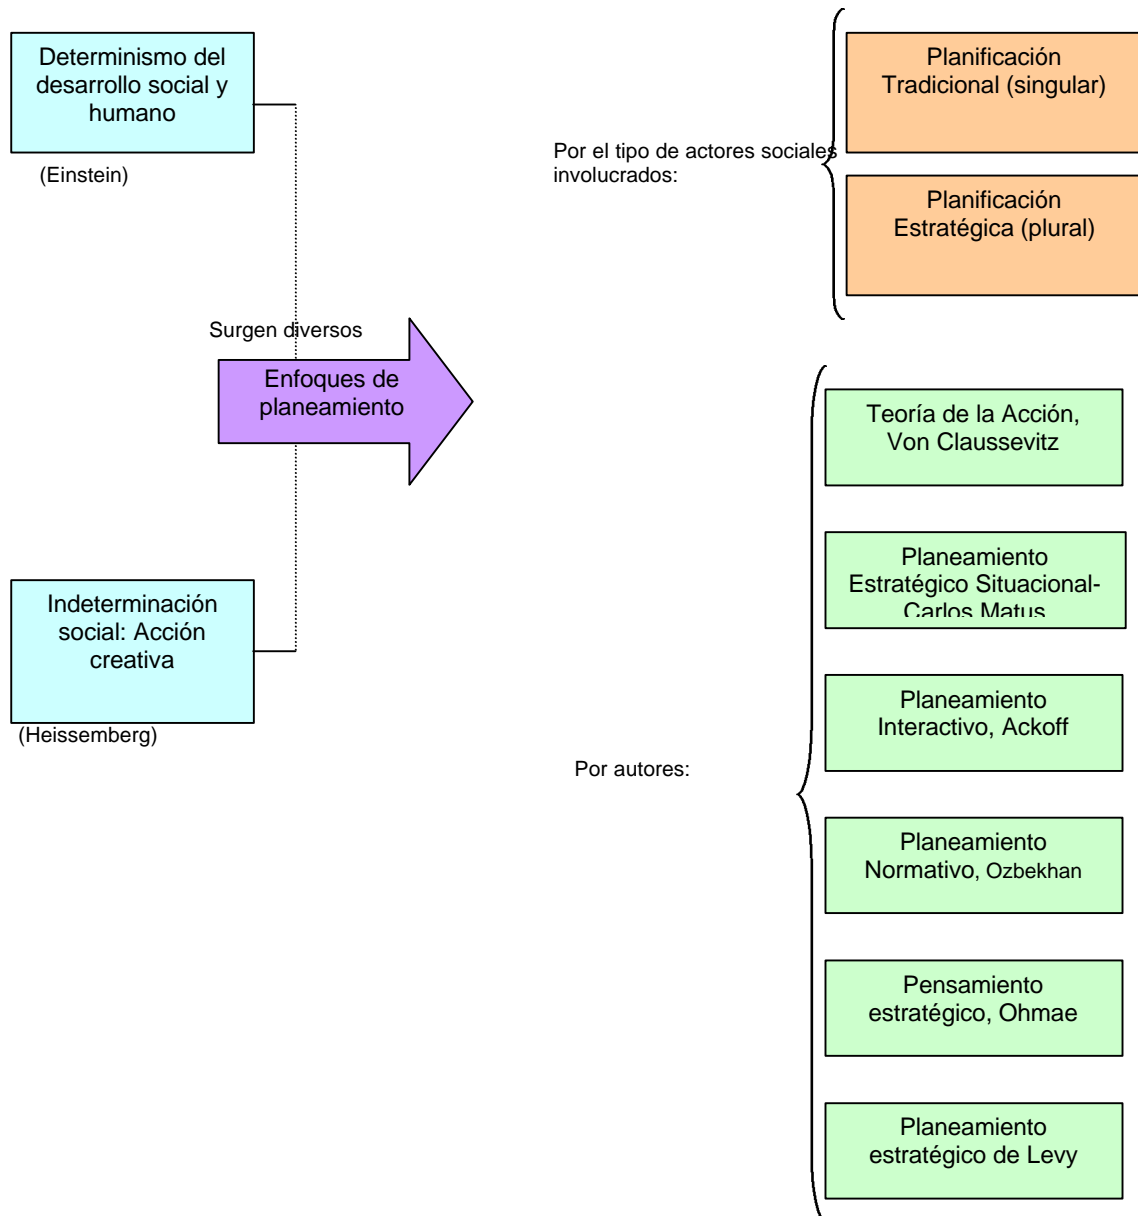 Determinismo del
desarrollo social y
humano
(Einstein)
Surgen diversos
Enfoques de
planeamiento
Indeterminación
social: Acción
creativa
(Heissemberg)
Por el tipo de actores sociales
involucrados:
Planificación
Tradicional (singular)
Planificación
Estratégica (plural)
Por autores:
Teoría de la Acción,
Von Claussevitz
Planeamiento
Estratégico Situacional-
Carlos Matus
Planeamiento
Interactivo, Ackoff
Planeamiento
Normativo, Ozbekhan
Pensamiento
estratégico, Ohmae
Planeamiento
estratégico de Levy